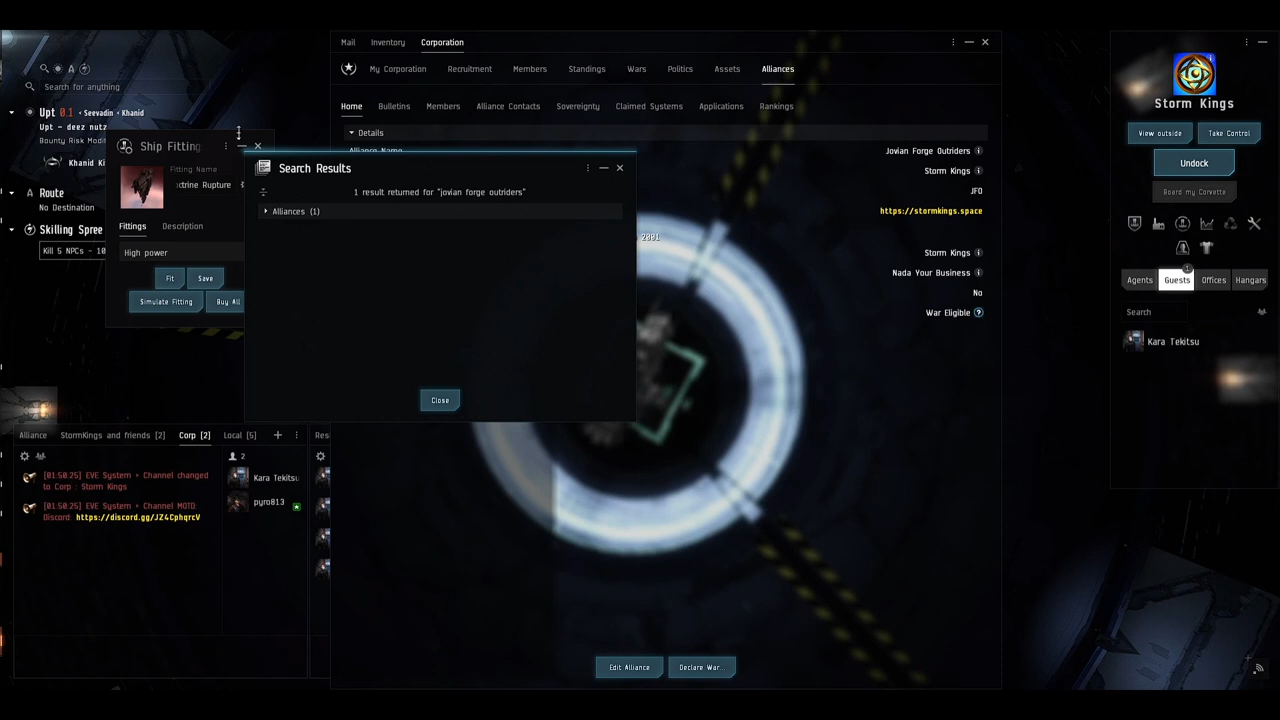 Search for anything
Upt 0.1 < Seevadin < Khanid
Upt - deez nutz
Bounty Risk Modi
Khanid Ki
A Route
No Destination
Skilling Spree
Kill 5 NPCs - 10
Ship Fitting
Fitting Name
ctrine Rupture
Fittings Description
High power
Fit Save
Simulate Fitting Buy All
Mail Inventory Corporation
My Corporation Recruitment Members Standings Wars Politics Assets Alliances
Home Bulletins Members Alliance Contacts Sovereignty Claimed Systems Applications Rankings
Details
Alliance Name Jovian Forge Outriders
Storm Kings
JFO
https://stormkings.space
2001
Storm Kings
Nada Your Business
No
War Eligible
Edit Alliance Declare War...
Search Results
1 result returned for "jovian forge outriders"
Alliances (1)
Close
Storm Kings
View outside Take Control
Undock
Board my Corvette
1
Agents Guests Offices Hangars
Search
Kara Tekitsu
Alliance StormKings and friends [2] Corp [2] Local [5] + Res
2
[01:50:25] EVE System • Channel changed
to Corp : Storm Kings
[01:50:25] EVE System • Channel MOTD:
Discord: https://discord.gg/JZ4CphqrcV
Kara Tekitsu
pyro813